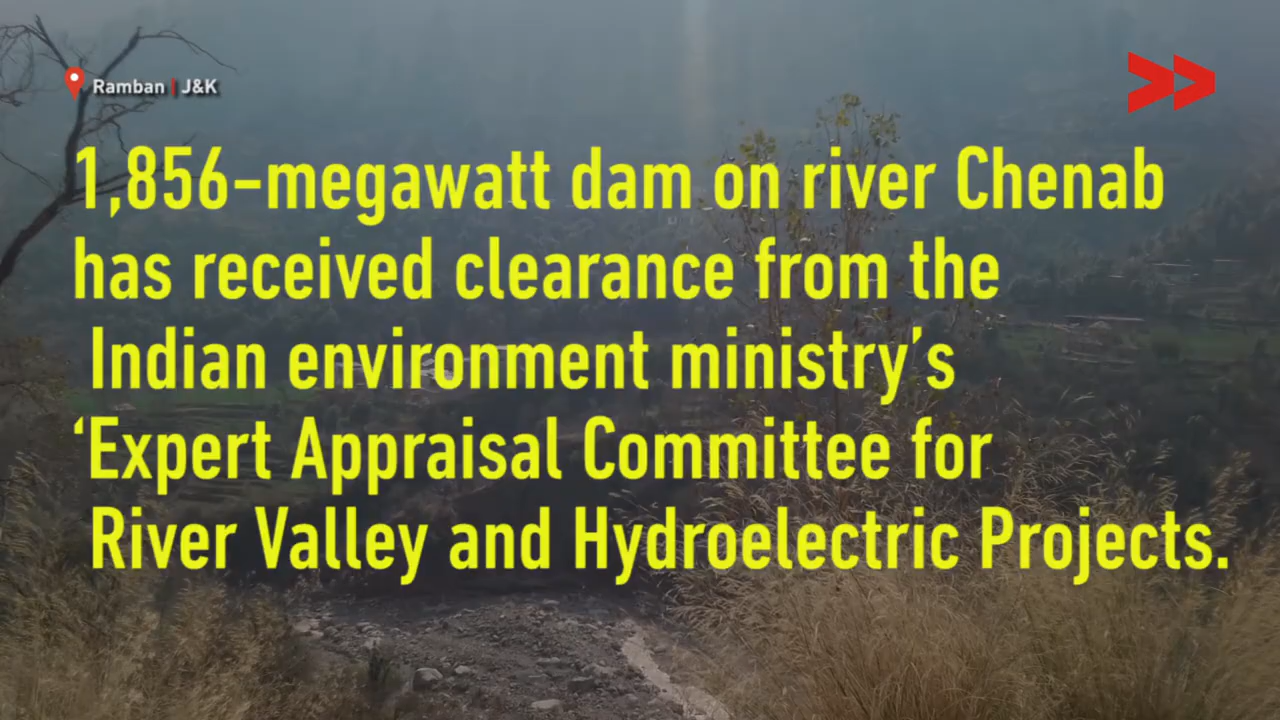 Ramban | J&K
1,856-megawatt dam on river Chenab
has received clearance from the
Indian environment ministry’s
‘Expert Appraisal Committee for
River Valley and Hydroelectric Projects.